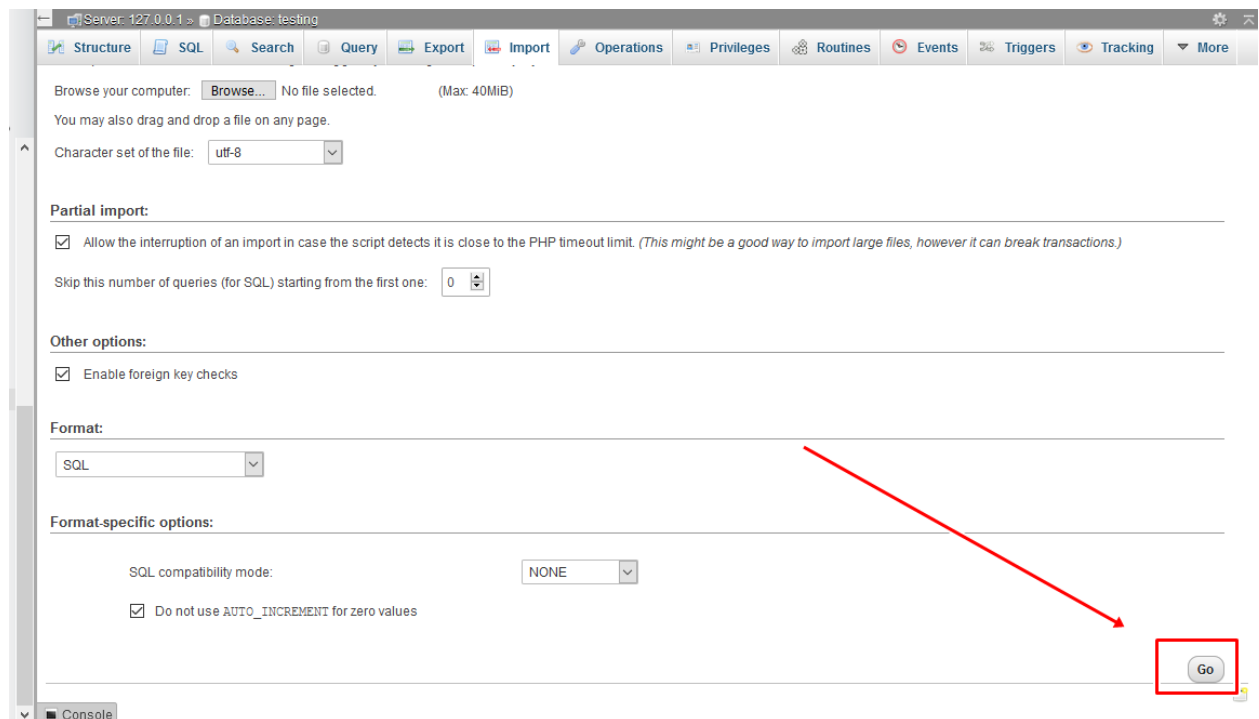 Server: 127.0.0.1 » Database: testing
Structure SQL Search Query Export Import Operations Privileges Routines Events Triggers Tracking More
Browse your computer: Browse... No file selected. (Max: 40MiB)
You may also drag and drop a file on any page.
Character set of the file: utf-8
Partial import:
Allow the interruption of an import in case the script detects it is close to the PHP timeout limit. (This might be a good way to import large files, however it can break transactions.)
Skip this number of queries (for SQL) starting from the first one: 0
Other options:
Enable foreign key checks
Format:
SQL
Format-specific options:
SQL compatibility mode: NONE
Do not use AUTO_INCREMENT for zero values
Go
Console